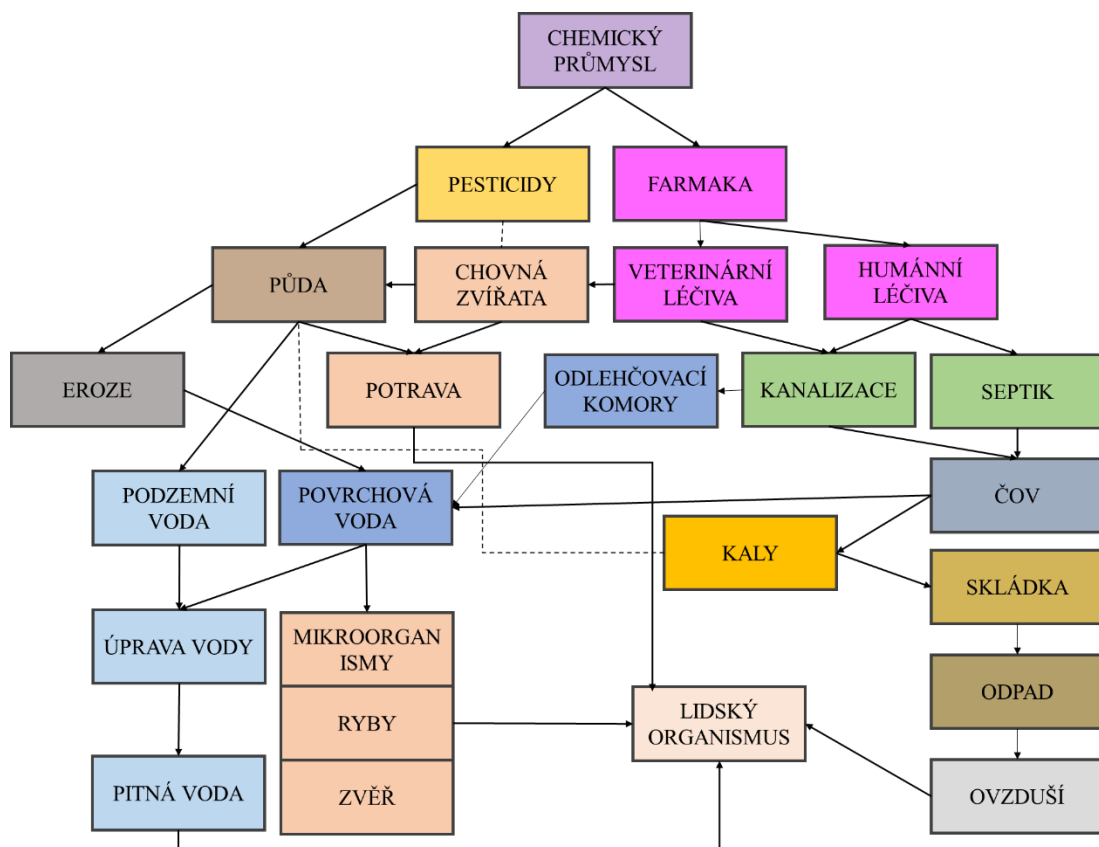 CHEMICKÝ
PRŮMYSL
PESTICIDY
FARMAKA
PŮDA
CHOVNÁ
ZVÍŘATA
VETERINÁRNÍ
LÉČIVA
HUMÁNNÍ
LÉČIVA
EROZE
POTRAVA
ODLEHČOVACÍ
KOMORY
KANALIZACE
SEPTIK
PODZEMNÍ
VODA
POVRCHOVÁ
VODA
ČOV
KALY
SKLÁDKA
ÚPRAVA VODY
MIKROORGAN
ISMY
ODPAD
RYBY
LIDSKÝ
ORGANISMUS
PITNÁ VODA
ZVĚŘ
OVZDUŠÍ